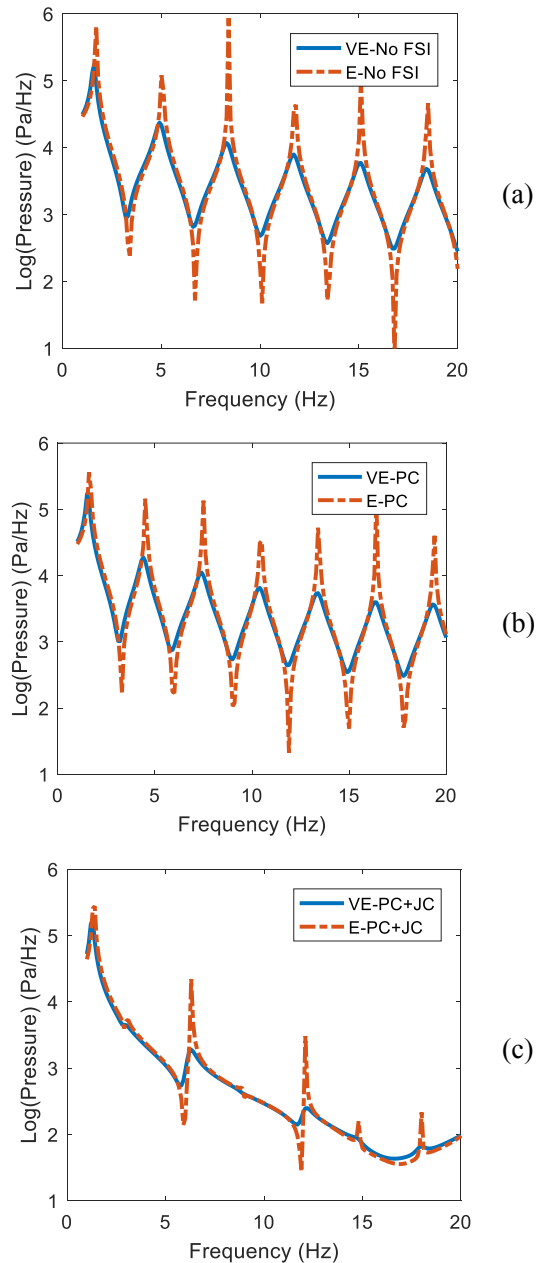 6
5
4
3
2
1
Log(Pressure) (Pa/Hz)
VE-No FSI
E-No FSI
0 5 10 15 20
Frequency (Hz)
(a)
6
5
4
3
2
1
Log(Pressure) (Pa/Hz)
VE-PC
E-PC
0 5 10 15 20
Frequency (Hz)
(b)
6
5
4
3
2
1
Log(Pressure) (Pa/Hz)
VE-PC+JC
E-PC+JC
0 5 10 15 20
Frequency (Hz)
(c)